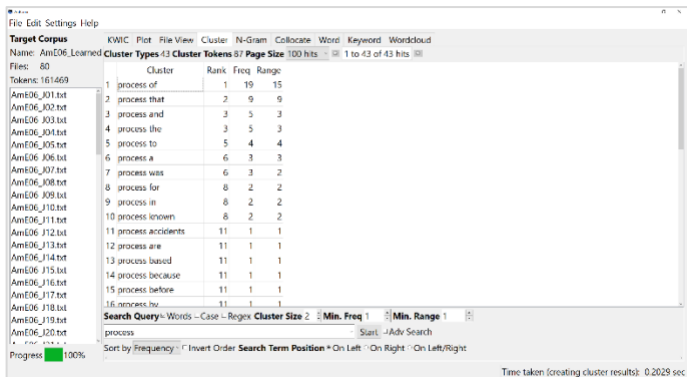 AntConc
File Edit Settings Help
Target Corpus
Name: AmE06_Learned
Files: 80
Tokens: 161469
AmE06_J01.txt
AmE06_J02.txt
AmE06_J03.txt
AmE06_J04.txt
AmE06_J05.txt
AmE06_J06.txt
AmE06_J07.txt
AmE06_J08.txt
AmE06_J09.txt
AmE06_J10.txt
AmE06_J11.txt
AmE06_J12.txt
AmE06_J13.txt
AmE06_J14.txt
AmE06_J15.txt
AmE06_J16.txt
AmE06_J17.txt
AmE06_J18.txt
AmE06_J19.txt
AmE06_J20.txt
Progress 100%
KWIC Plot File View Cluster N-Gram Collocate Word Keyword Wordcloud
Cluster Types 43 Cluster Tokens 87 Page Size 100 hits 1 to 43 of 43 hits
Cluster Rank Freq Range
1 process of 1 19 15
2 process that 2 9 9
3 process and 3 5 3
4 process the 3 5 3
5 process to 5 4 4
6 process a 6 3 3
7 process was 6 3 2
8 process for 8 2 2
9 process in 8 2 2
10 process known 8 2 2
11 process accidents 11 1 1
12 process are 11 1 1
13 process based 11 1 1
14 process because 11 1 1
15 process before 11 1 1
16 process by 11 1 1
Search Query Words Case Regex Cluster Size 2 Min. Freq 1 Min. Range 1
process Start Adv Search
Sort by Frequency Invert Order Search Term Position On Left On Right On Left/Right
Time taken (creating cluster results): 0.2029 sec